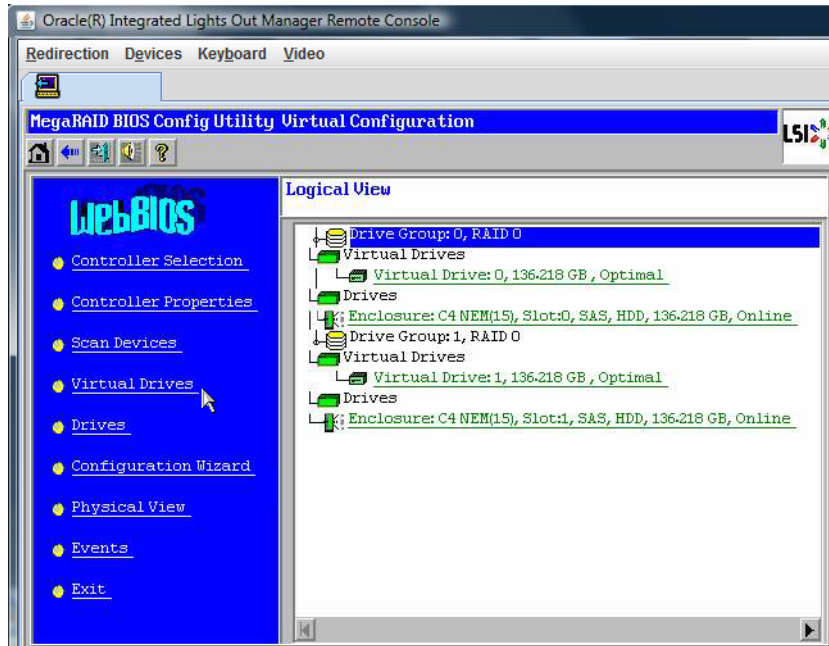 Oracle(R) Integrated Lights Out Manager Remote Console
Redirection Devices Keyboard Video
MegaRAID BIOS Config Utility Virtual Configuration
LSI
WebBIOS
Controller Selection
Controller Properties
Scan Devices
Virtual Drives
Drives
Configuration Wizard
Physical View
Events
Exit
Logical View
Drive Group: 0, RAID 0
Virtual Drives
Virtual Drive: 0, 136.218 GB , Optimal
Drives
Enclosure: C4 NEM(15), Slot:0, SAS, HDD, 136.218 GB, Online
Drive Group: 1, RAID 0
Virtual Drives
Virtual Drive: 1, 136.218 GB , Optimal
Drives
Enclosure: C4 NEM(15), Slot:1, SAS, HDD, 136.218 GB, Online